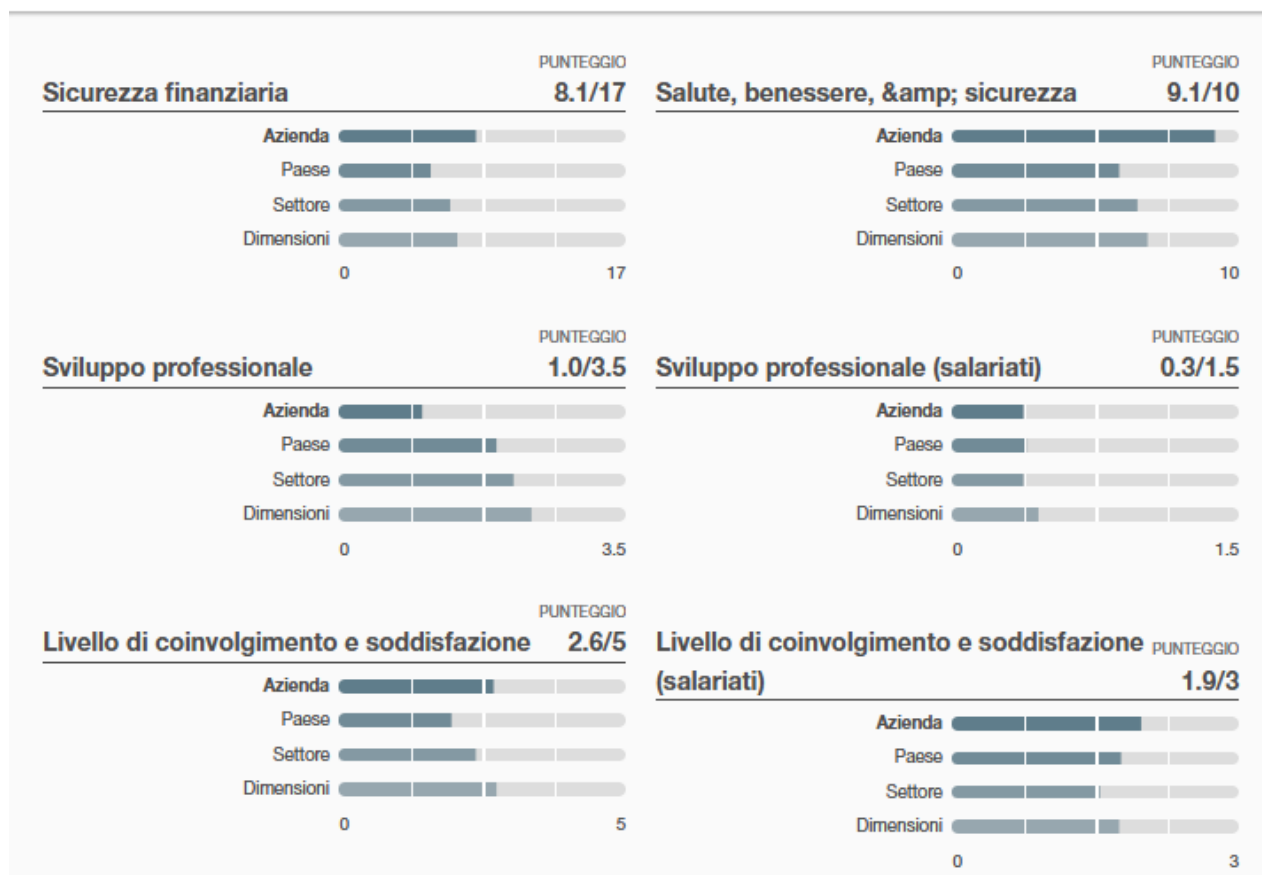 PUNTEGGIO
Sicurezza finanziaria 8.1/17
Azienda
Paese
Settore
Dimensioni
0 17
PUNTEGGIO
Salute, benessere, &amp; sicurezza 9.1/10
Azienda
Paese
Settore
Dimensioni
0 10
PUNTEGGIO
Sviluppo professionale 1.0/3.5
Azienda
Paese
Settore
Dimensioni
0 3.5
PUNTEGGIO
Sviluppo professionale (salariati) 0.3/1.5
Azienda
Paese
Settore
Dimensioni
0 1.5
PUNTEGGIO
Livello di coinvolgimento e soddisfazione 2.6/5
Azienda
Paese
Settore
Dimensioni
0 5
Livello di coinvolgimento e soddisfazione PUNTEGGIO
(salariati) 1.9/3
Azienda
Paese
Settore
Dimensioni
0 3